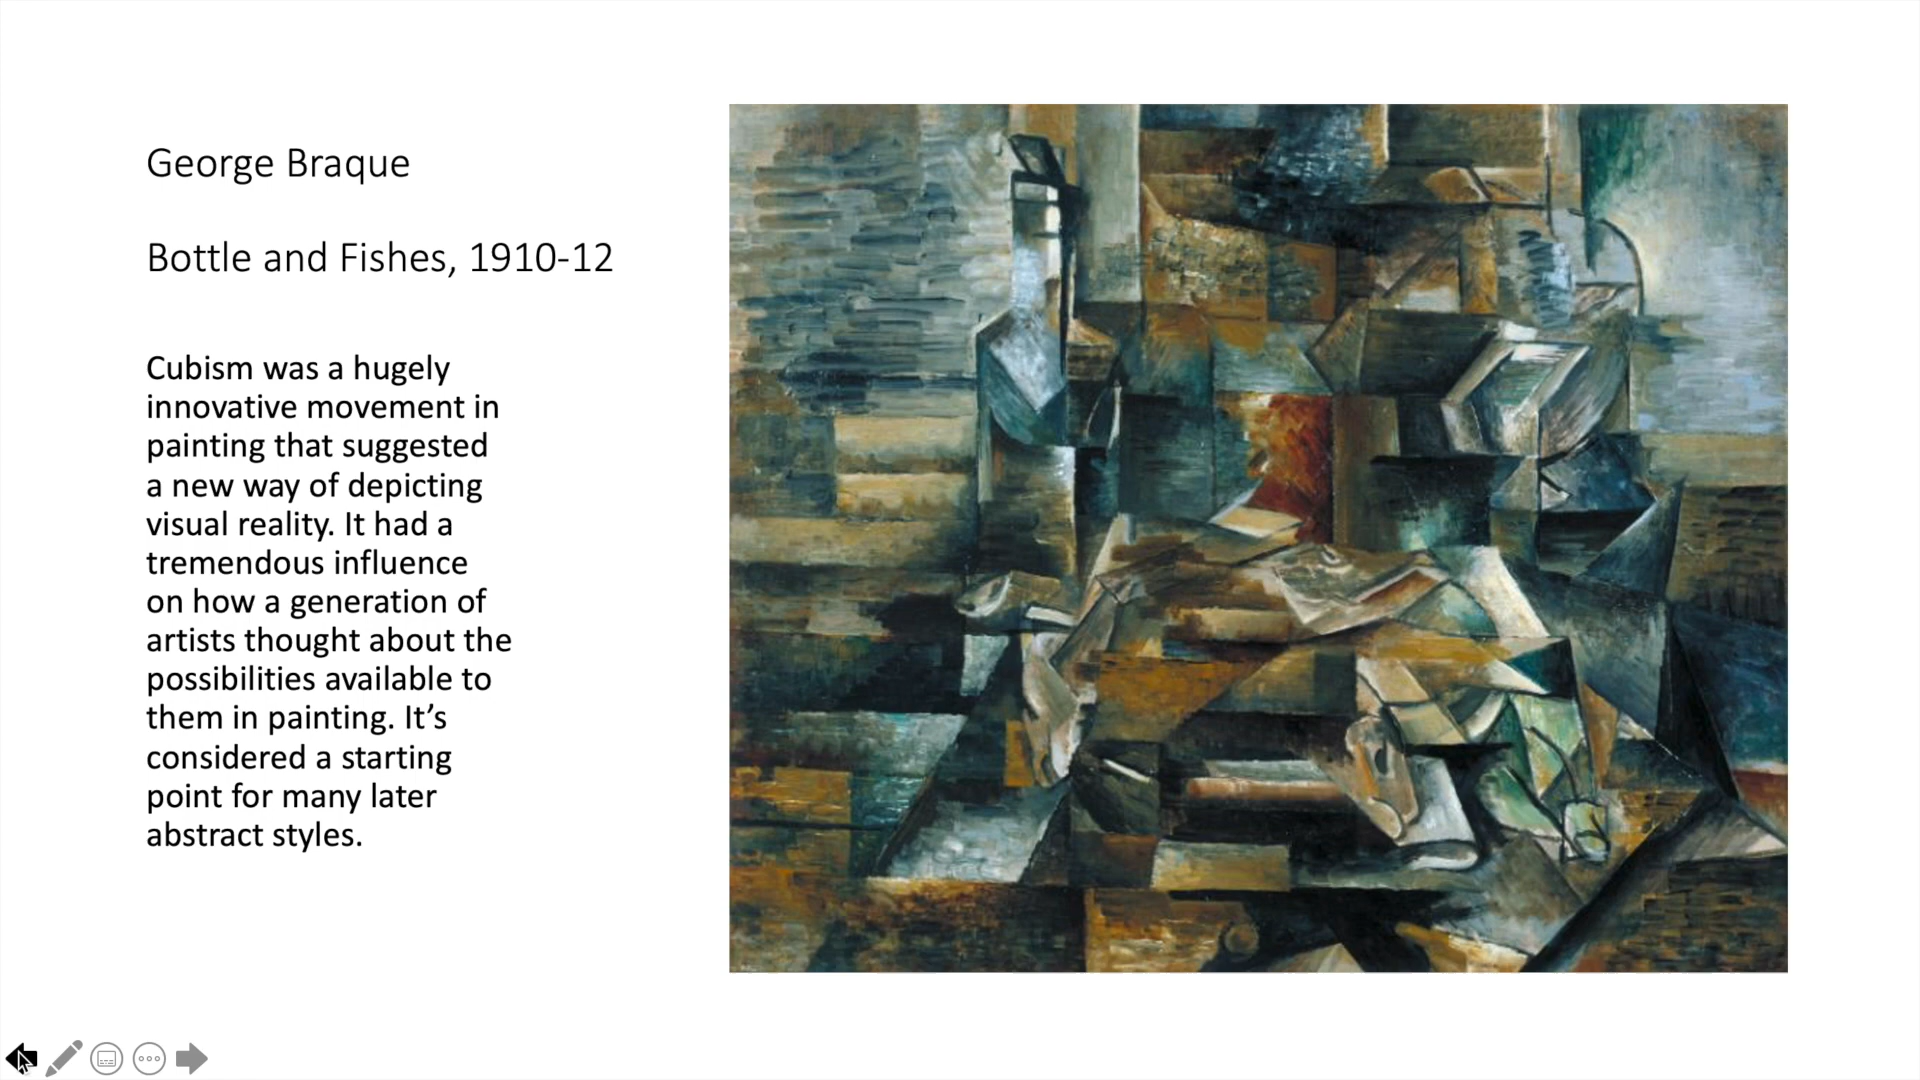 George Braque
Bottle and Fishes, 1910-12
Cubism was a hugely
innovative movement in
painting that suggested
a new way of depicting
visual reality. It had a
tremendous influence
on how a generation of
artists thought about the
possibilities available to
them in painting. It’s
considered a starting
point for many later
abstract styles.